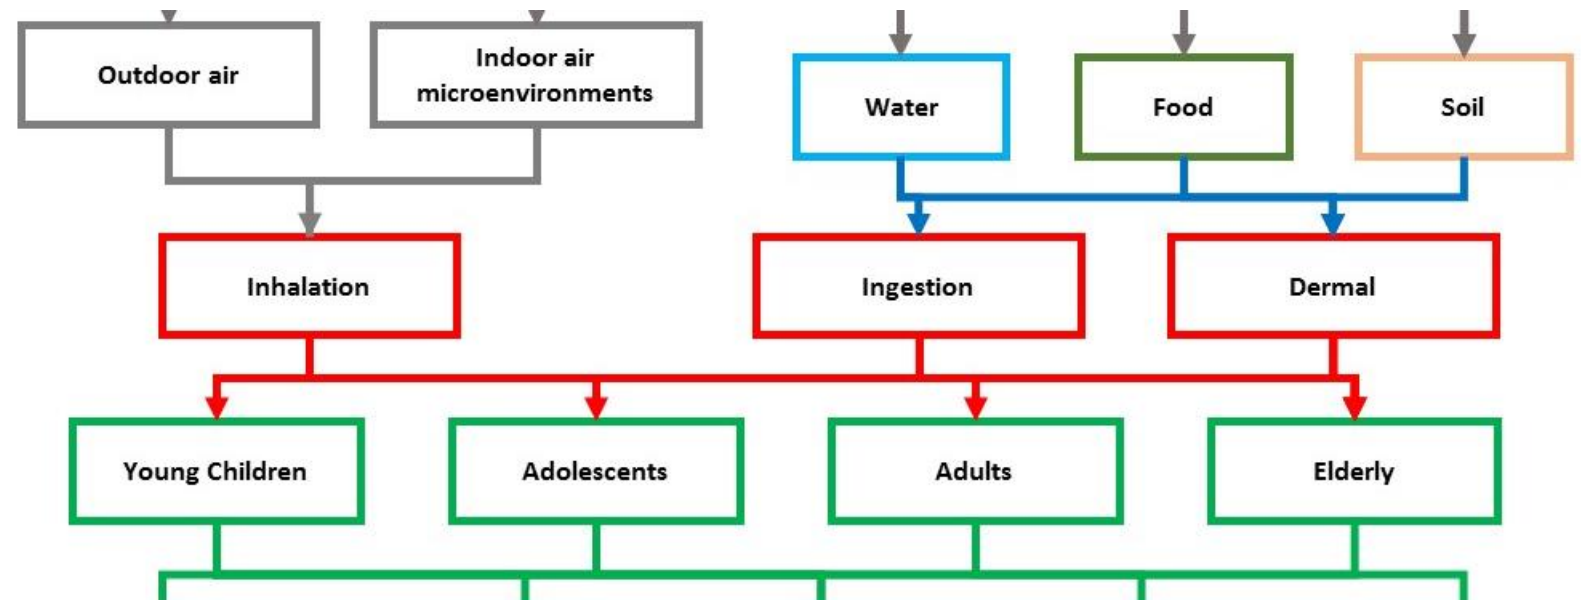 Outdoor air
Indoor air
microenvironments
Water
Food
Soil
Inhalation
Ingestion
Dermal
Young Children
Adolescents
Adults
Elderly